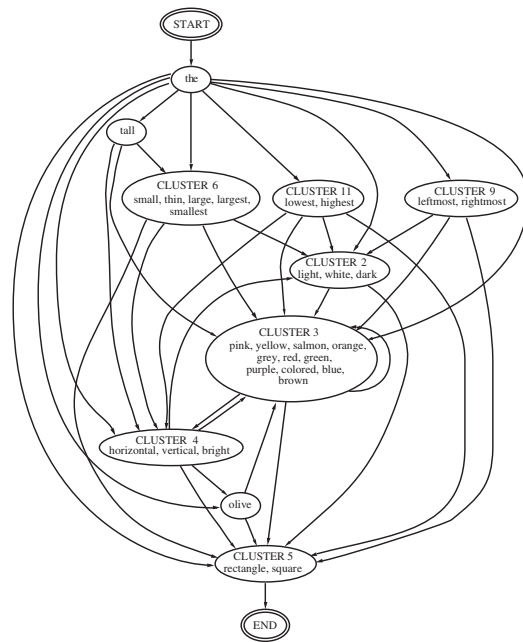 START
the
tall
CLUSTER 6
small, thin, large, largest,
smallest
CLUSTER 11
lowest, highest
CLUSTER 9
leftmost, rightmost
CLUSTER 2
light, white, dark
CLUSTER 3
pink, yellow, salmon, orange,
grey, red, green,
purple, colored, blue,
brown
CLUSTER 4
horizontal, vertical, bright
olive
CLUSTER 5
rectangle, square
END